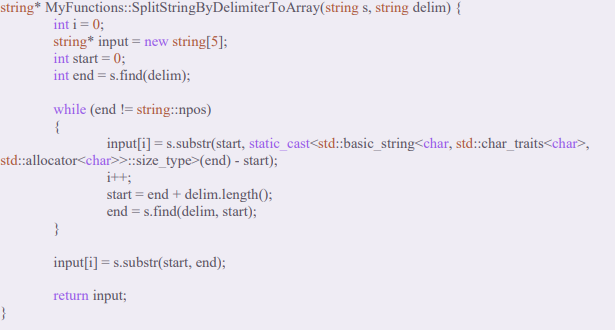 string* MyFunctions::SplitStringByDelimiterToArray(string s, string delim) {
int i = 0;
string* input = new string[5];
int start = 0;
int end = s.find(delim);
while (end != string::npos)
{
input[i] = s.substr(start, static_cast<std::basic_string<char, std::char_traits<char>,
std::allocator<char>>::size_type>(end) - start);
i++;
start = end + delim.length();
end = s.find(delim, start);
}
input[i] = s.substr(start, end);
return input;
}